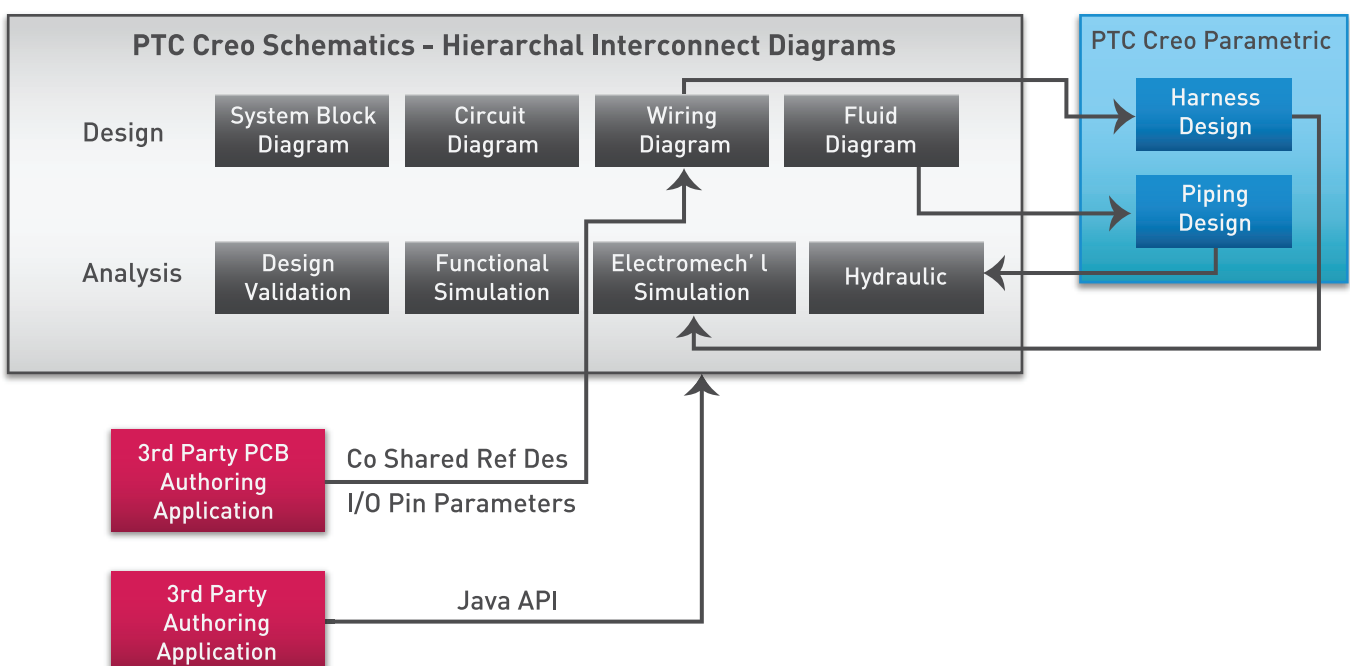 PTC Creo Schematics - Hierarchal Interconnect Diagrams
PTC Creo Parametric
Design
System Block
Diagram
Circuit
Diagram
Wiring
Diagram
Fluid
Diagram
Harness
Design
Piping
Design
Analysis
Design
Validation
Functional
Simulation
Electromech' l
Simulation
Hydraulic
3rd Party PCB
Authoring
Application
Co Shared Ref Des
I/O Pin Parameters
3rd Party
Authoring
Application
Java API